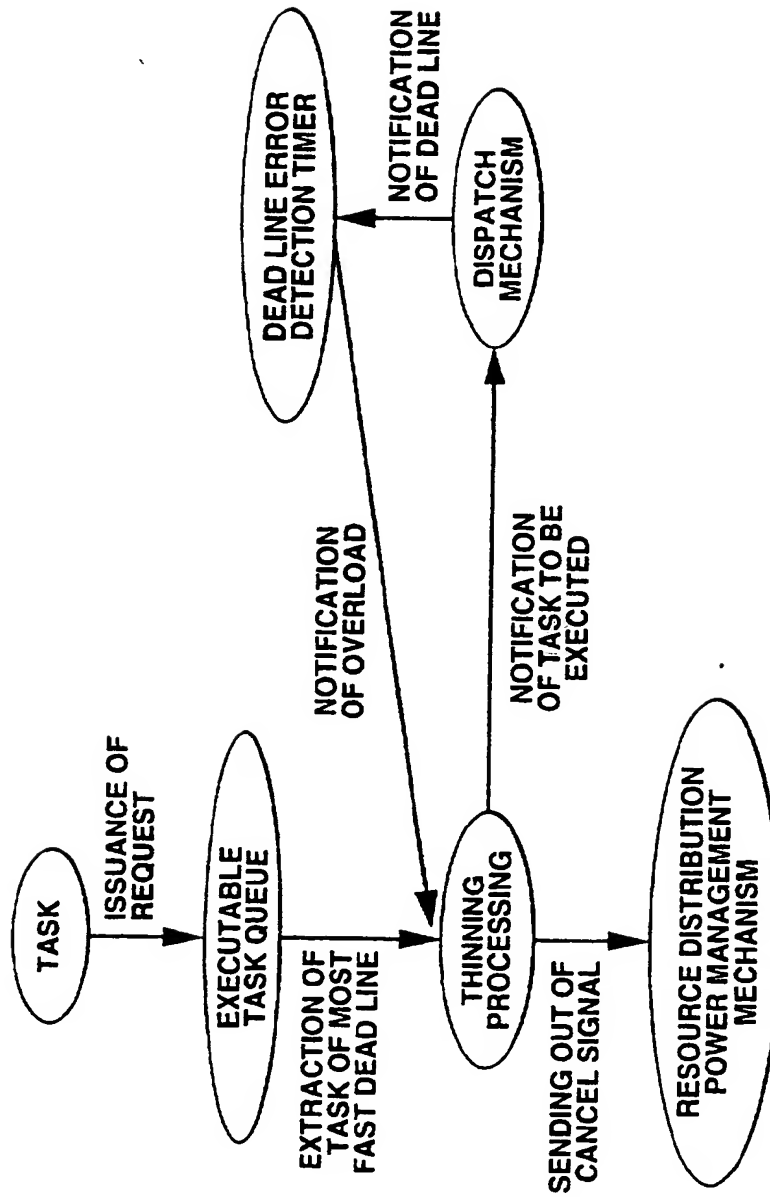 TASK
ISSUANCE OF
REQUEST
EXECUTABLE
TASK QUEUE
EXTRACTION OF
TASK OF MOST
FAST DEAD LINE
THINNING
PROCESSING
SENDING OUT OF
CANCEL SIGNAL
RESOURCE DISTRIBUTION
POWER MANAGEMENT
MECHANISM
NOTIFICATION
OF OVERLOAD
NOTIFICATION
OF TASK TO BE
EXECUTED
DEAD LINE ERROR
DETECTION TIMER
NOTIFICATION
OF DEAD LINE
DISPATCH
MECHANISM